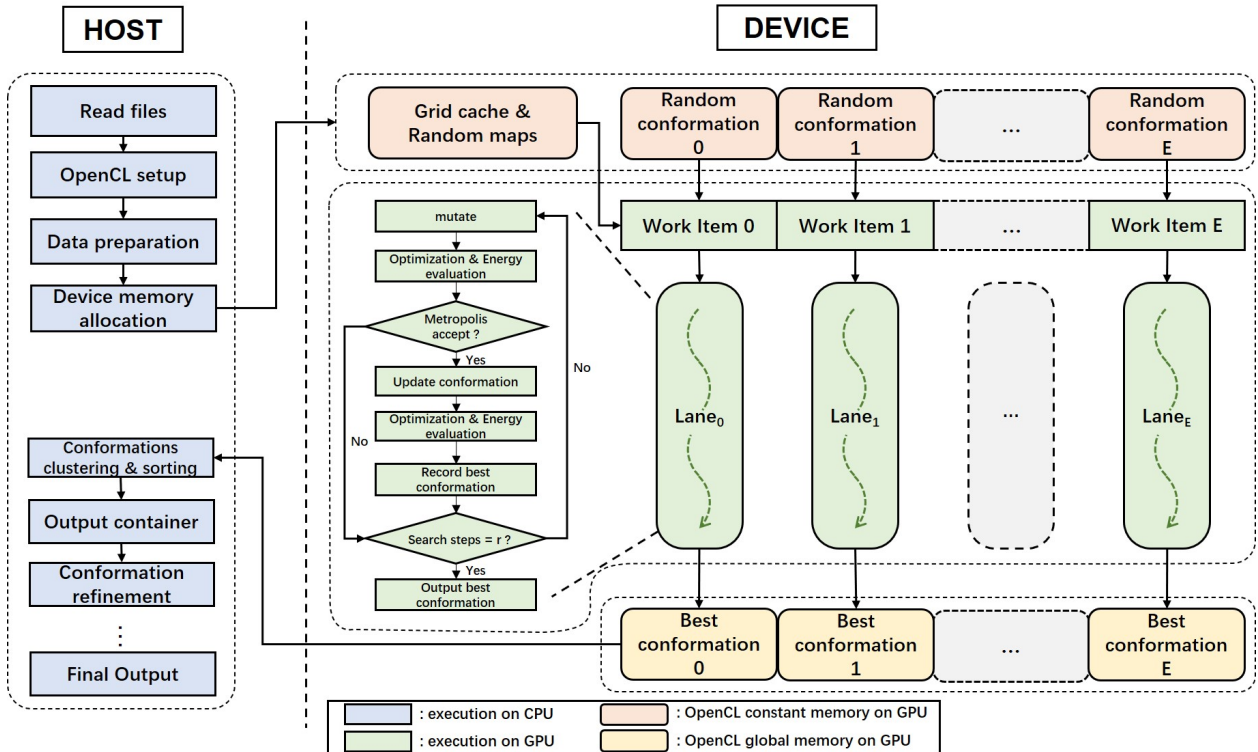 HOST
DEVICE
Read files
OpenCL setup
Data preparation
Device memory
allocation
Conformations
clustering & sorting
Output container
Conformation
refinement
⋮
Final Output
Grid cache &
Random maps
Random
conformation
0
Random
conformation
1
...
Random
conformation
E
mutate
Optimization & Energy
evaluation
Metropolis
accept ?
Yes
No
Update conformation
Optimization & Energy
evaluation
No
Record best
conformation
Search steps = r ?
Yes
Output best
conformation
Work Item 0
Work Item 1
...
Work Item E
Lane0
Lane1
...
LaneE
Best
conformation
0
Best
conformation
1
...
Best
conformation
E
: execution on CPU
: OpenCL constant memory on GPU
: execution on GPU
: OpenCL global memory on GPU